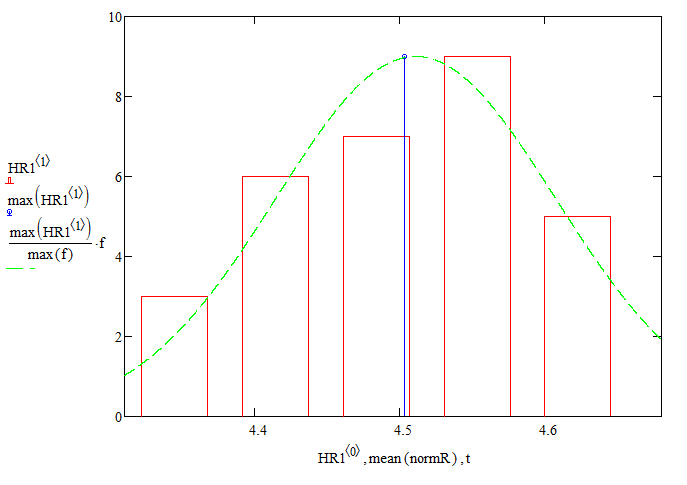 10
8
6
4
2
0
HR1⟨1⟩
max(HR1⟨1⟩)
max(HR1⟨1⟩)
max(f)
·f
4.4 4.5 4.6
HR1⟨0⟩ , mean(normR) , t